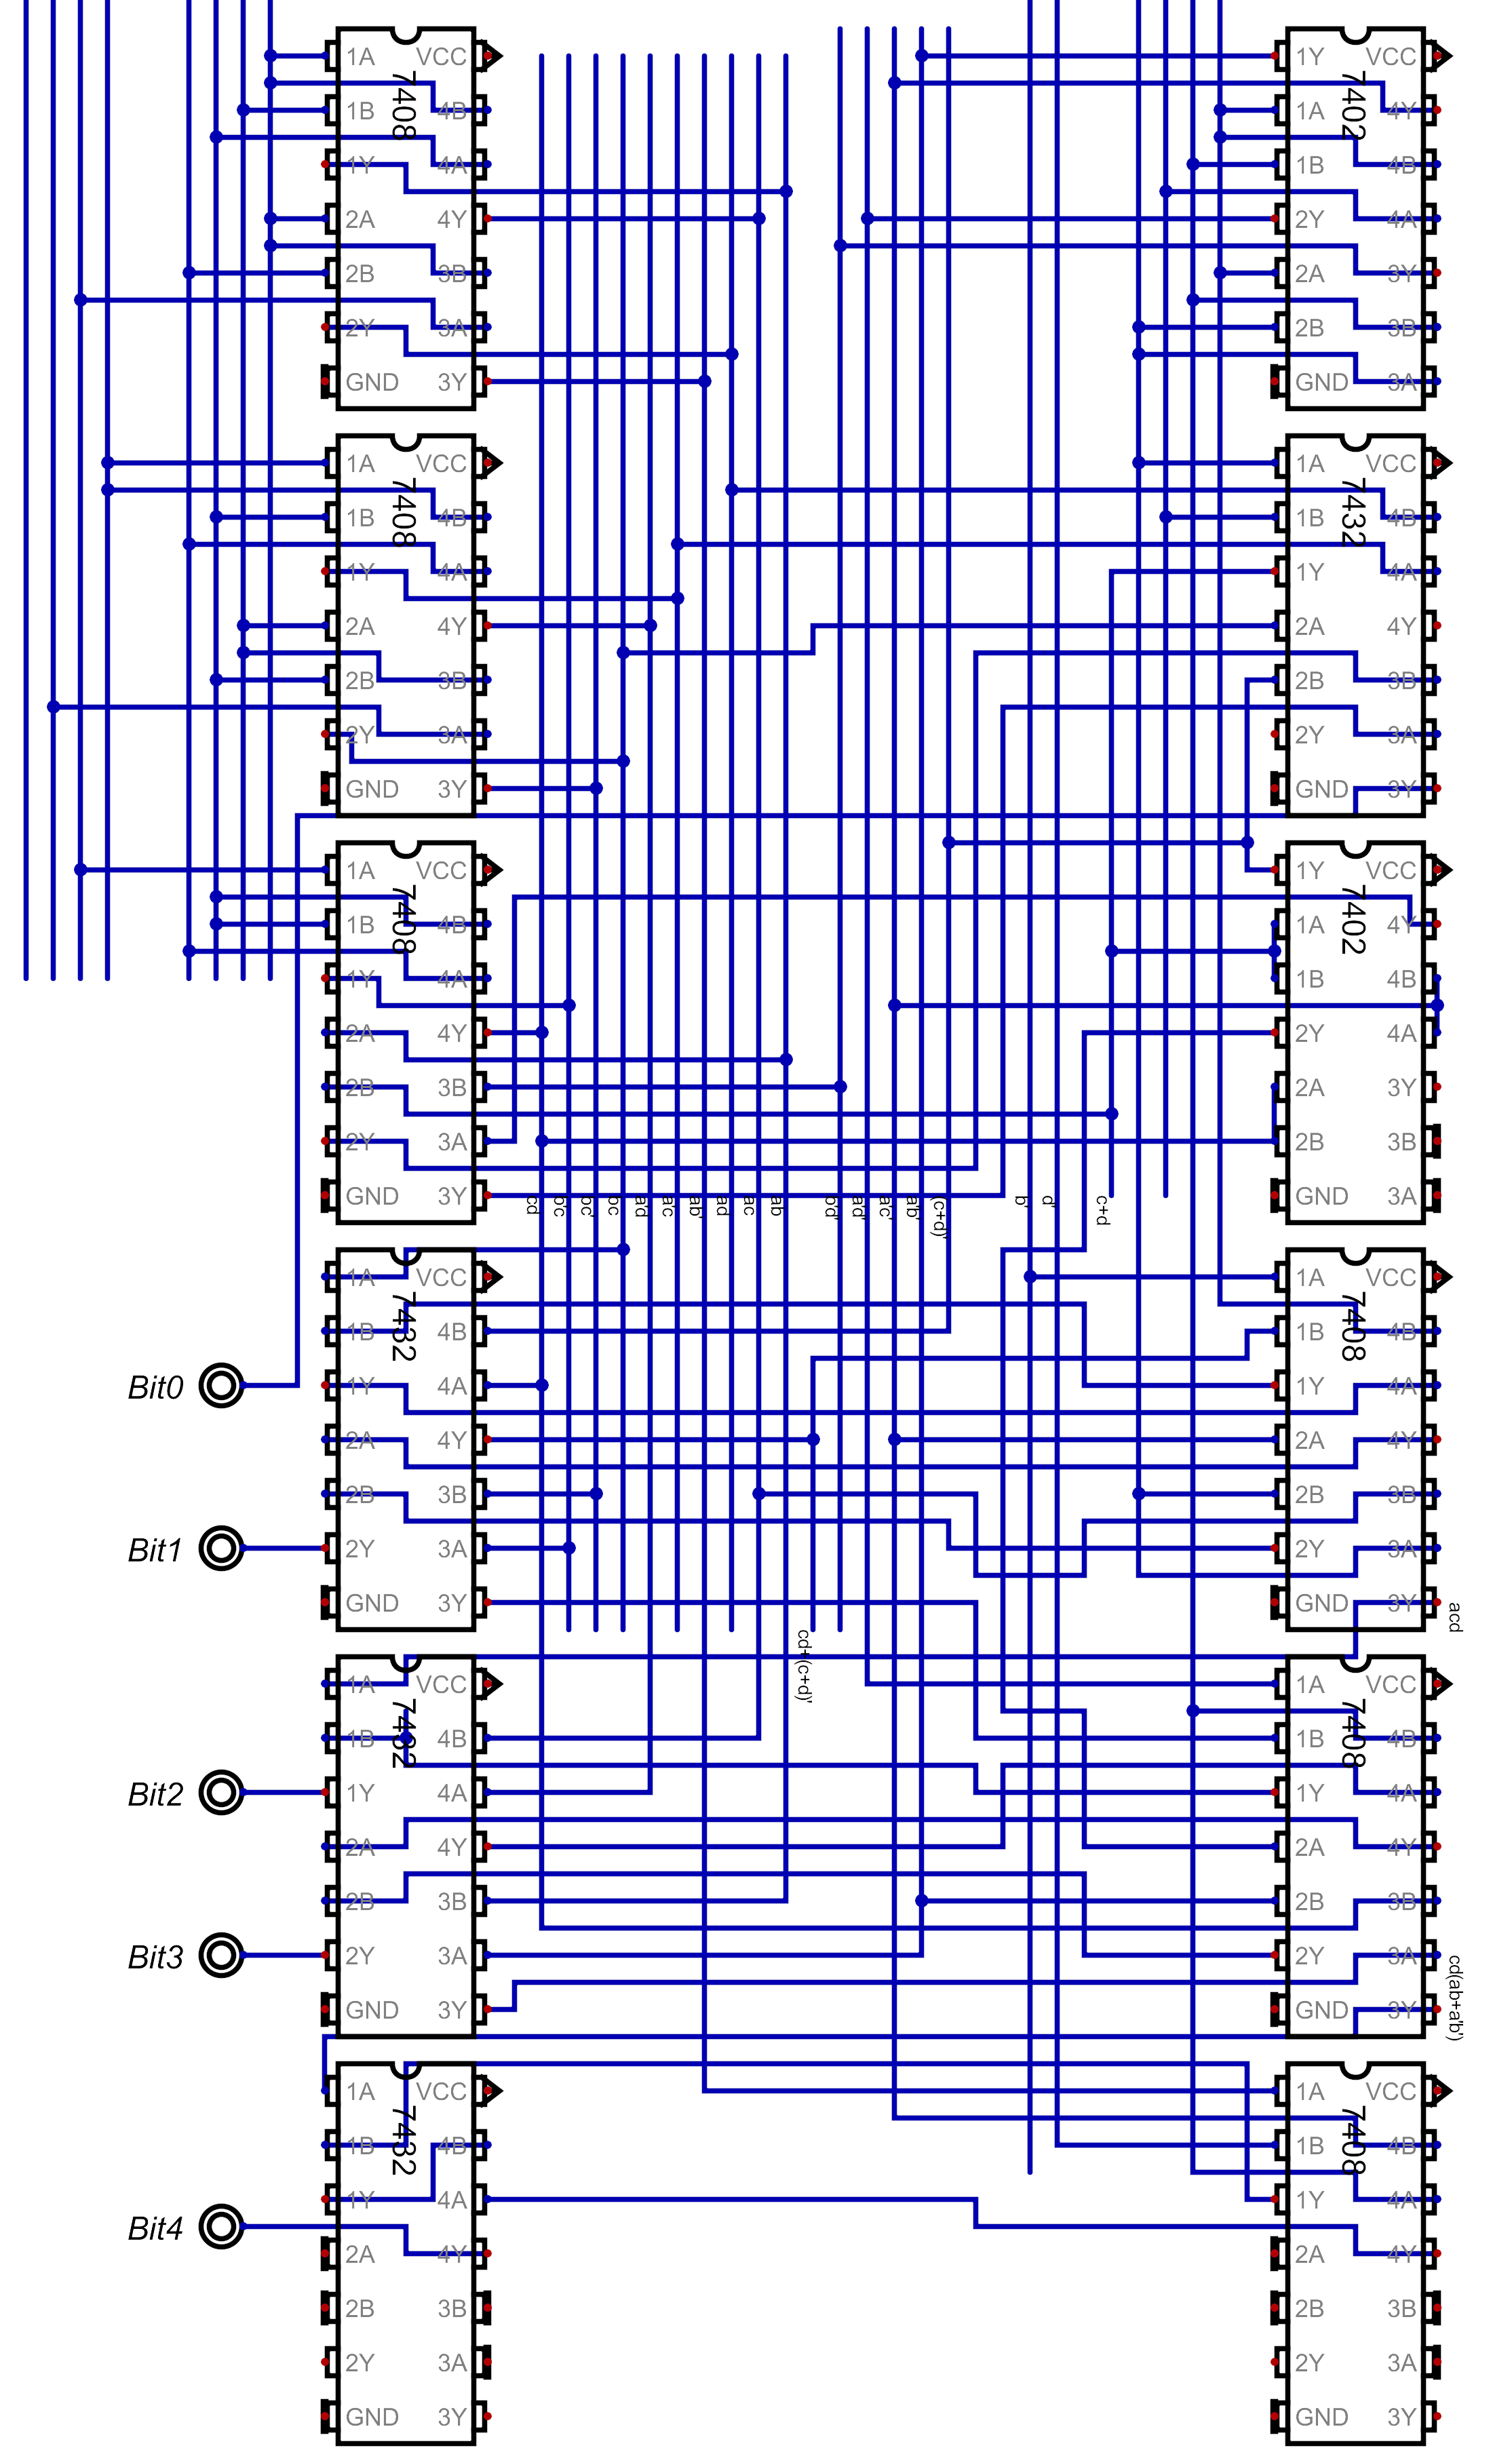 7408
1A VCC
1B 4B
1Y 4A
2A 4Y
2B 3B
2Y 3A
GND 3Y
7402
1Y VCC
1A 4Y
1B 4B
2Y 4A
2A 3Y
2B 3B
GND 3A
7408
1A VCC
1B 4B
1Y 4A
2A 4Y
2B 3B
2Y 3A
GND 3Y
7432
1A VCC
1B 4B
1Y 4A
2A 4Y
2B 3B
2Y 3A
GND 3Y
7408
1A VCC
1B 4B
1Y 4A
2A 4Y
2B 3B
2Y 3A
GND 3Y
7402
1Y VCC
1A 4Y
1B 4B
2Y 4A
2A 3Y
2B 3B
GND 3A
cd
b'c
bc'
bc
a'd
a'c
ab'
ad
ac
ab
b'd'
a'd'
a'c'
a'b'
(c+d)'
b'
d'
c+d
7432
1A VCC
1B 4B
1Y 4A
2A 4Y
2B 3B
2Y 3A
GND 3Y
Bit0
Bit1
7408
1A VCC
1B 4B
1Y 4A
2A 4Y
2B 3B
2Y 3A
GND 3Y
acd
cd+(c+d)'
7432
1A VCC
1B 4B
1Y 4A
2A 4Y
2B 3B
2Y 3A
GND 3Y
Bit2
Bit3
7408
1A VCC
1B 4B
1Y 4A
2A 4Y
2B 3B
2Y 3A
GND 3Y
cd(ab+a'b')
7432
1A VCC
1B 4B
1Y 4A
2A 4Y
2B 3B
2Y 3A
GND 3Y
Bit4
7408
1A VCC
1B 4B
1Y 4A
2A 4Y
2B 3B
2Y 3A
GND 3Y